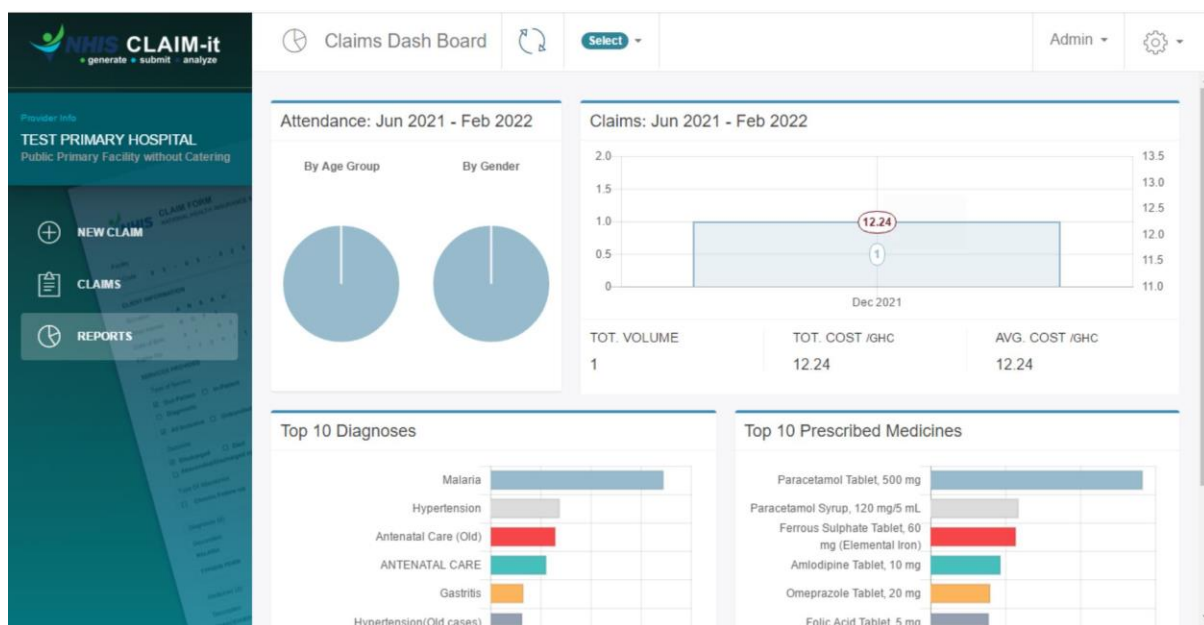 NHIS CLAIM-it
generate submit analyze
Claims Dash Board
Select
Admin
Provider Info
TEST PRIMARY HOSPITAL
Public Primary Facility without Catering
NEW CLAIM
CLAIMS
REPORTS
CLAIM FORM
Attendance: Jun 2021 - Feb 2022
By Age Group
By Gender
Claims: Jun 2021 - Feb 2022
2.0
1.5
1.0
0.5
0
12.24
1
13.5
13.0
12.5
12.0
11.5
11.0
Dec 2021
TOT. VOLUME
TOT. COST /GHC
AVG. COST /GHC
1
12.24
12.24
Top 10 Diagnoses
Malaria
Hypertension
Antenatal Care (Old)
ANTENATAL CARE
Gastritis
Hypertension(Old cases)
Top 10 Prescribed Medicines
Paracetamol Tablet, 500 mg
Paracetamol Syrup, 120 mg/5 mL
Ferrous Sulphate Tablet, 60
mg (Elemental Iron)
Amlodipine Tablet, 10 mg
Omeprazole Tablet, 20 mg
Folic Acid Tablet, 5 mg